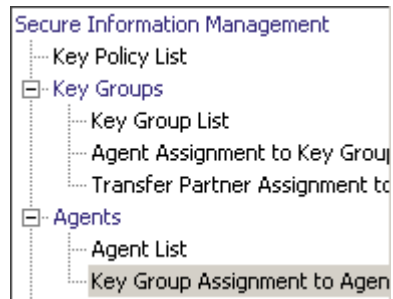 Secure Information Management
Key Policy List
Key Groups
Key Group List
Agent Assignment to Key Grou
Transfer Partner Assignment to
Agents
Agent List
Key Group Assignment to Agen